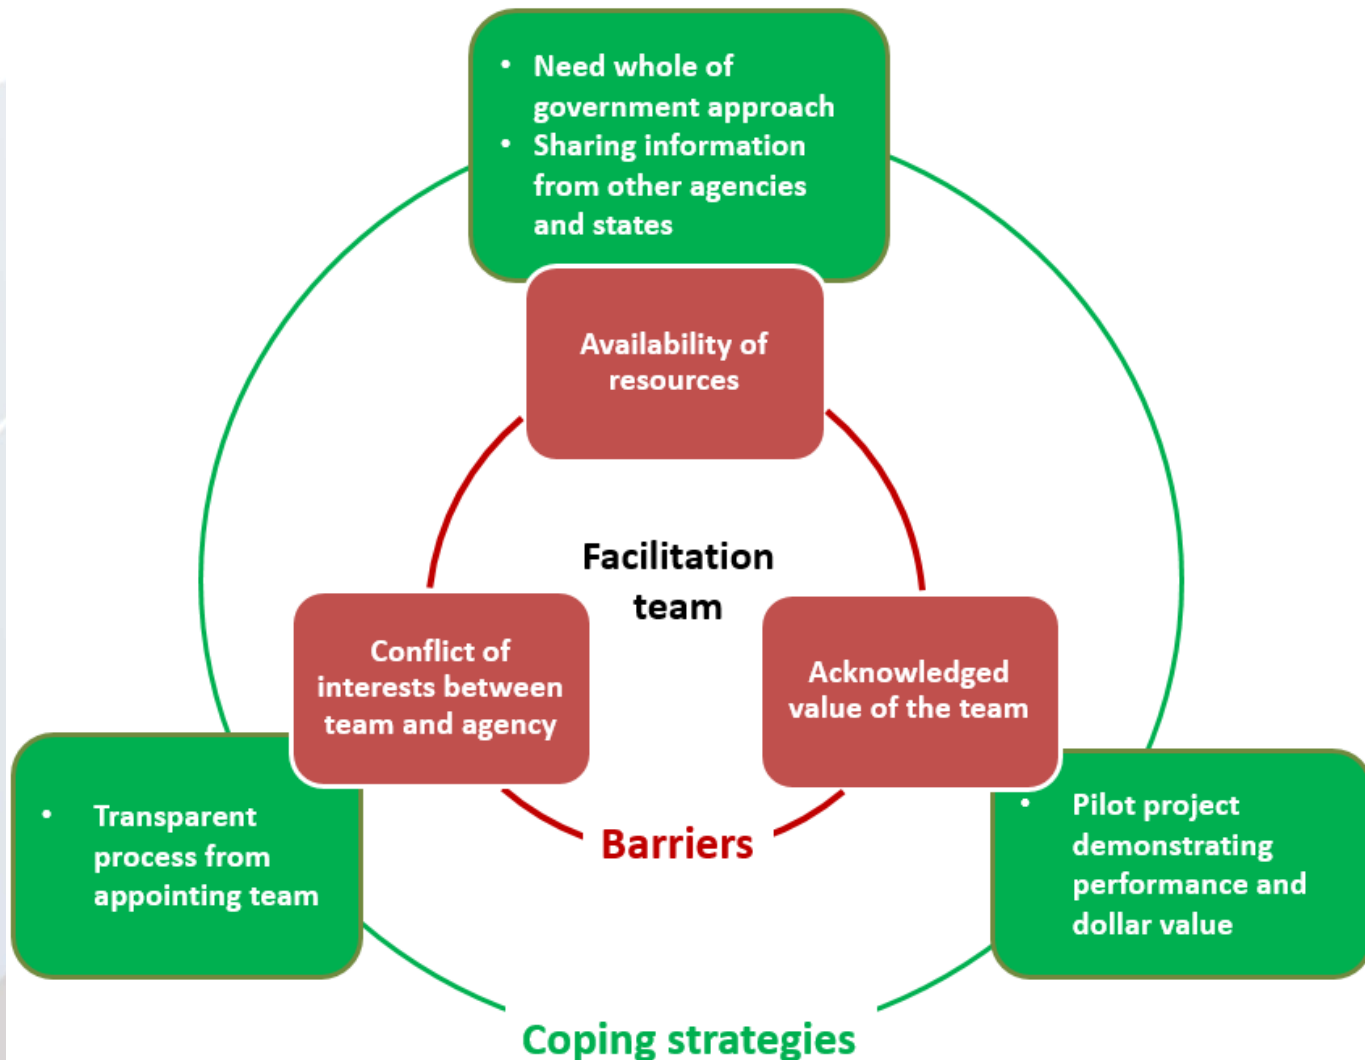 • Need whole of
government approach
• Sharing information
from other agencies
and states
Availability of
resources
Facilitation
team
Conflict of
interests between
team and agency
Acknowledged
value of the team
• Transparent
process from
appointing team
• Pilot project
demonstrating
performance and
dollar value
Barriers
Coping strategies